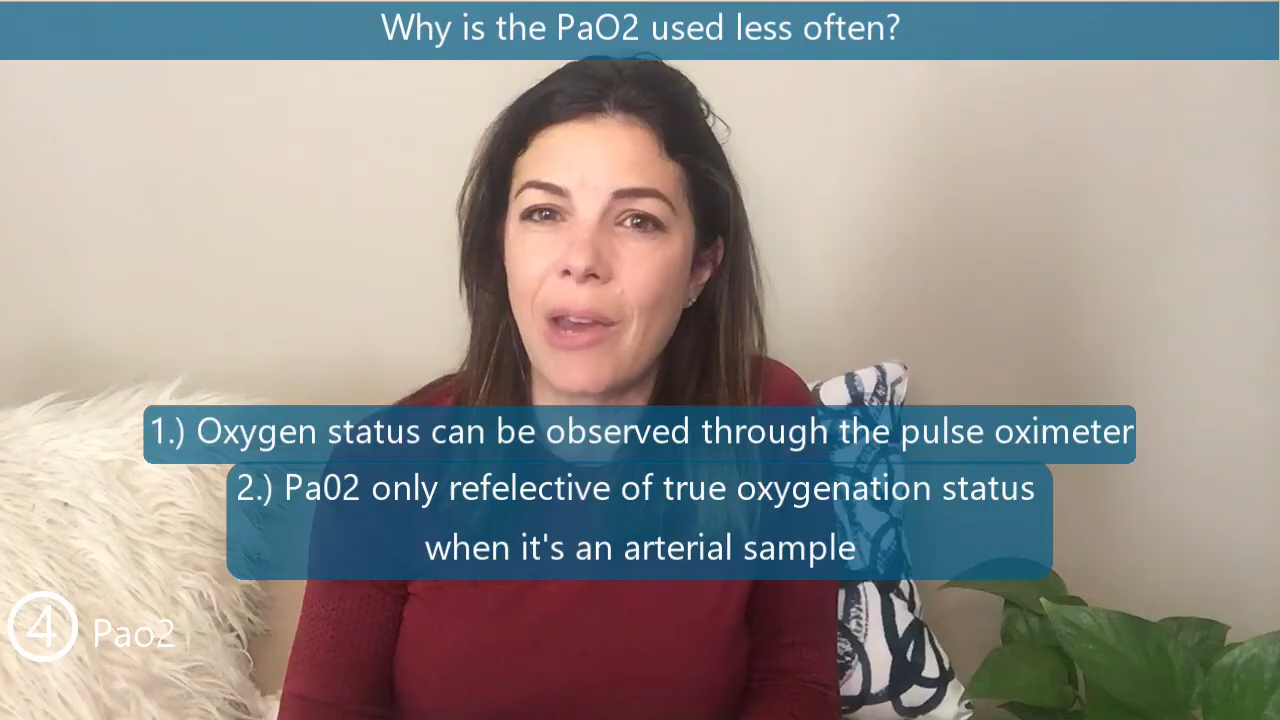 Why is the PaO2 used less often?
1.) Oxygen status can be observed through the pulse oximeter
2.) Pa02 only refelective of true oxygenation status
when it's an arterial sample
4 Pao2